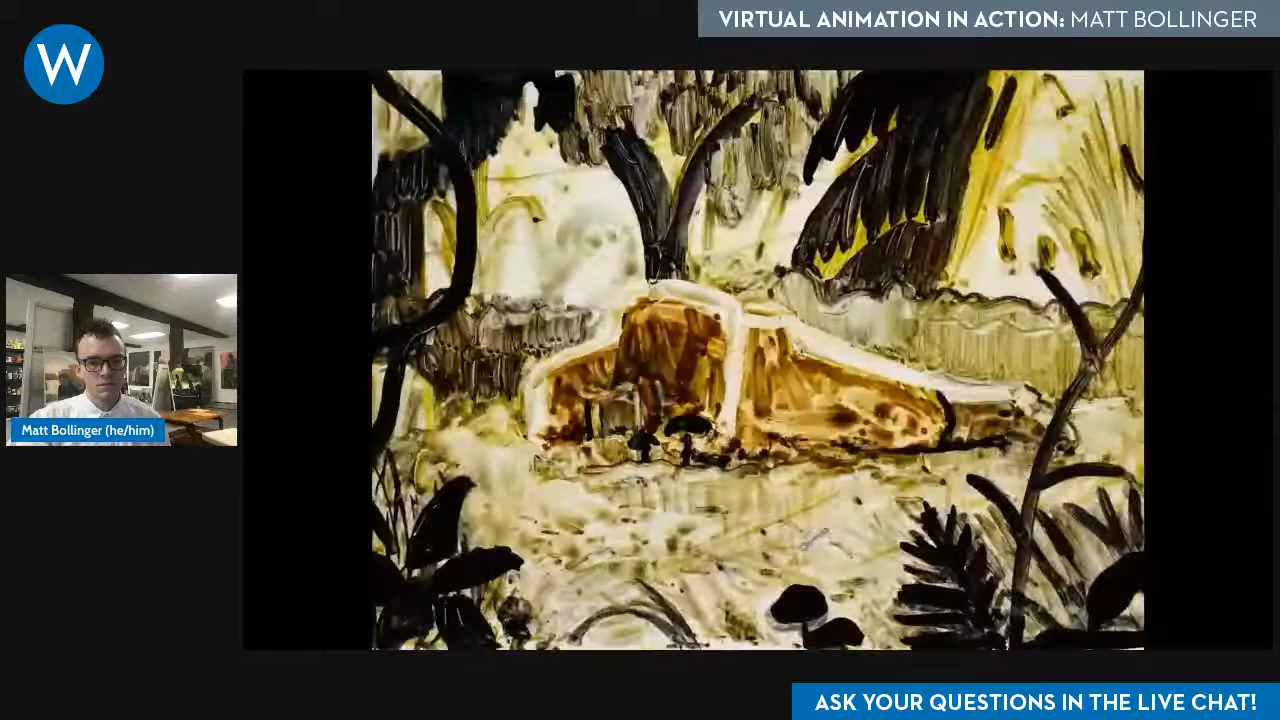 VIRTUAL ANIMATION IN ACTION: MATT BOLLINGER
W
Matt Bollinger (he/him)
ASK YOUR QUESTIONS IN THE LIVE CHAT!